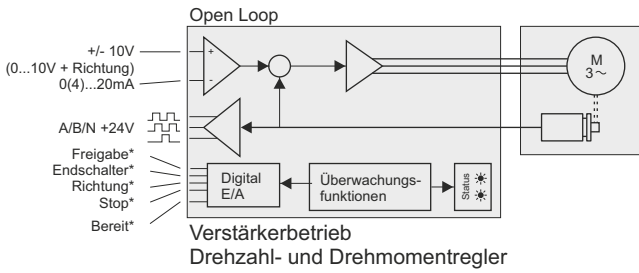 Open Loop
+/- 10V
(0...10V + Richtung)
0(4)...20mA
+
-
M
3~
A/B/N +24V
Freigabe*
Endschalter*
Richtung*
Stop*
Bereit*
Digital
E/A
Überwachungs-
funktionen
Status
Verstärkerbetrieb
Drehzahl- und Drehmomentregler